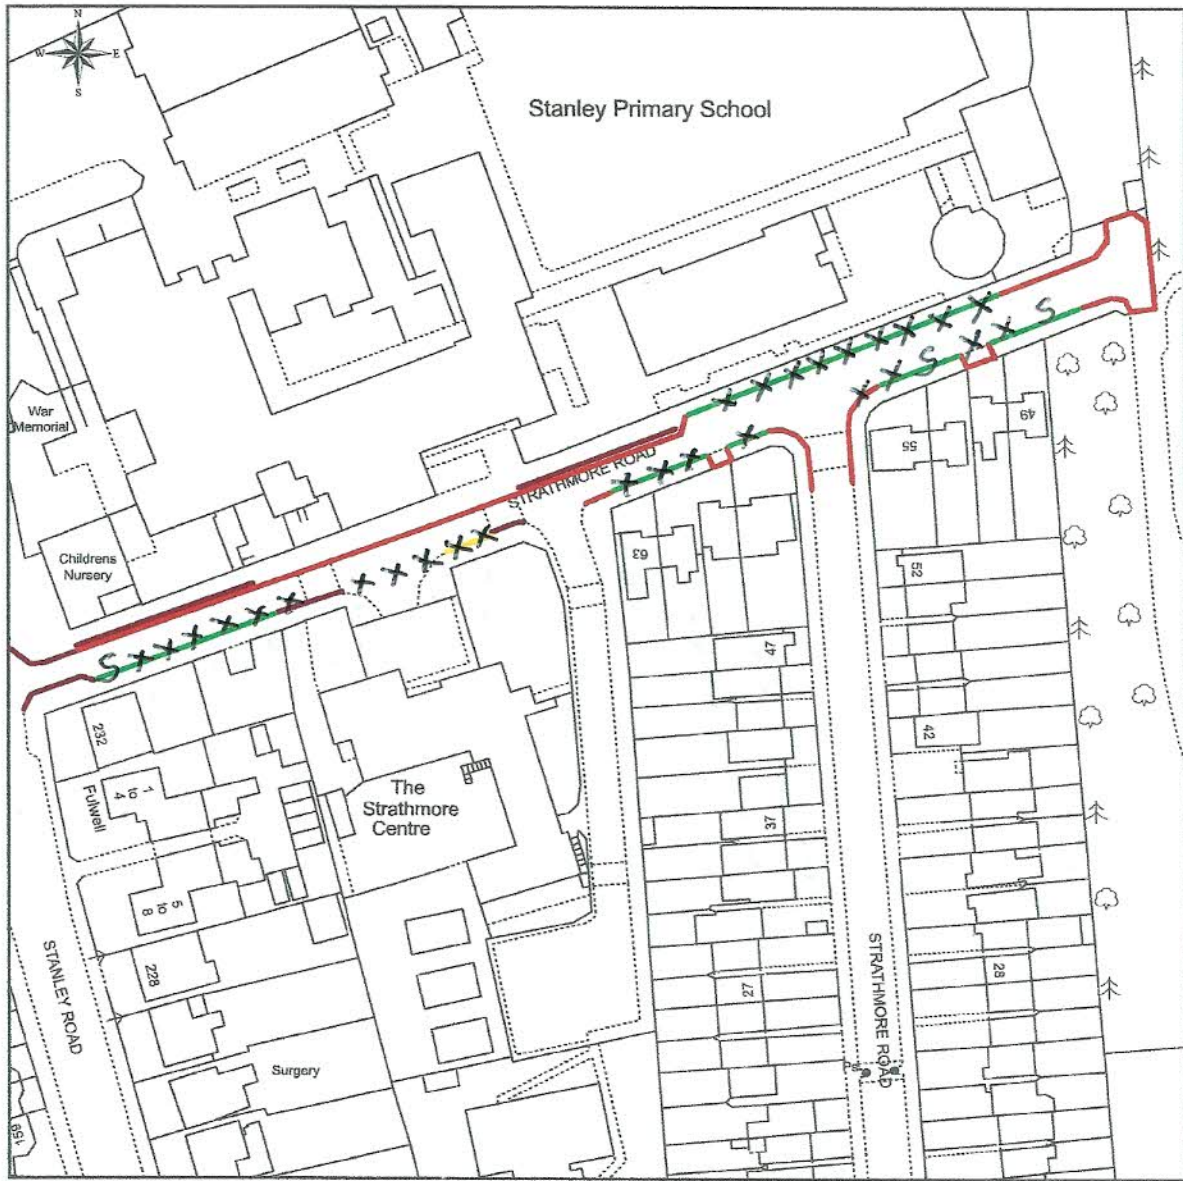 N
W E
S
Stanley Primary School
War
Memorial
Childrens
Nursery
STRATHMORE ROAD
X X X X X X X X X
X X S X X S
X X X X
X X X X X
S X X X X X X
49
55
63
52
47
42
37
232
Fulwell
1
to
4
5
to
8
The
Strathmore
Centre
228
STANLEY ROAD
Surgery
159
27
28
STRATHMORE ROAD